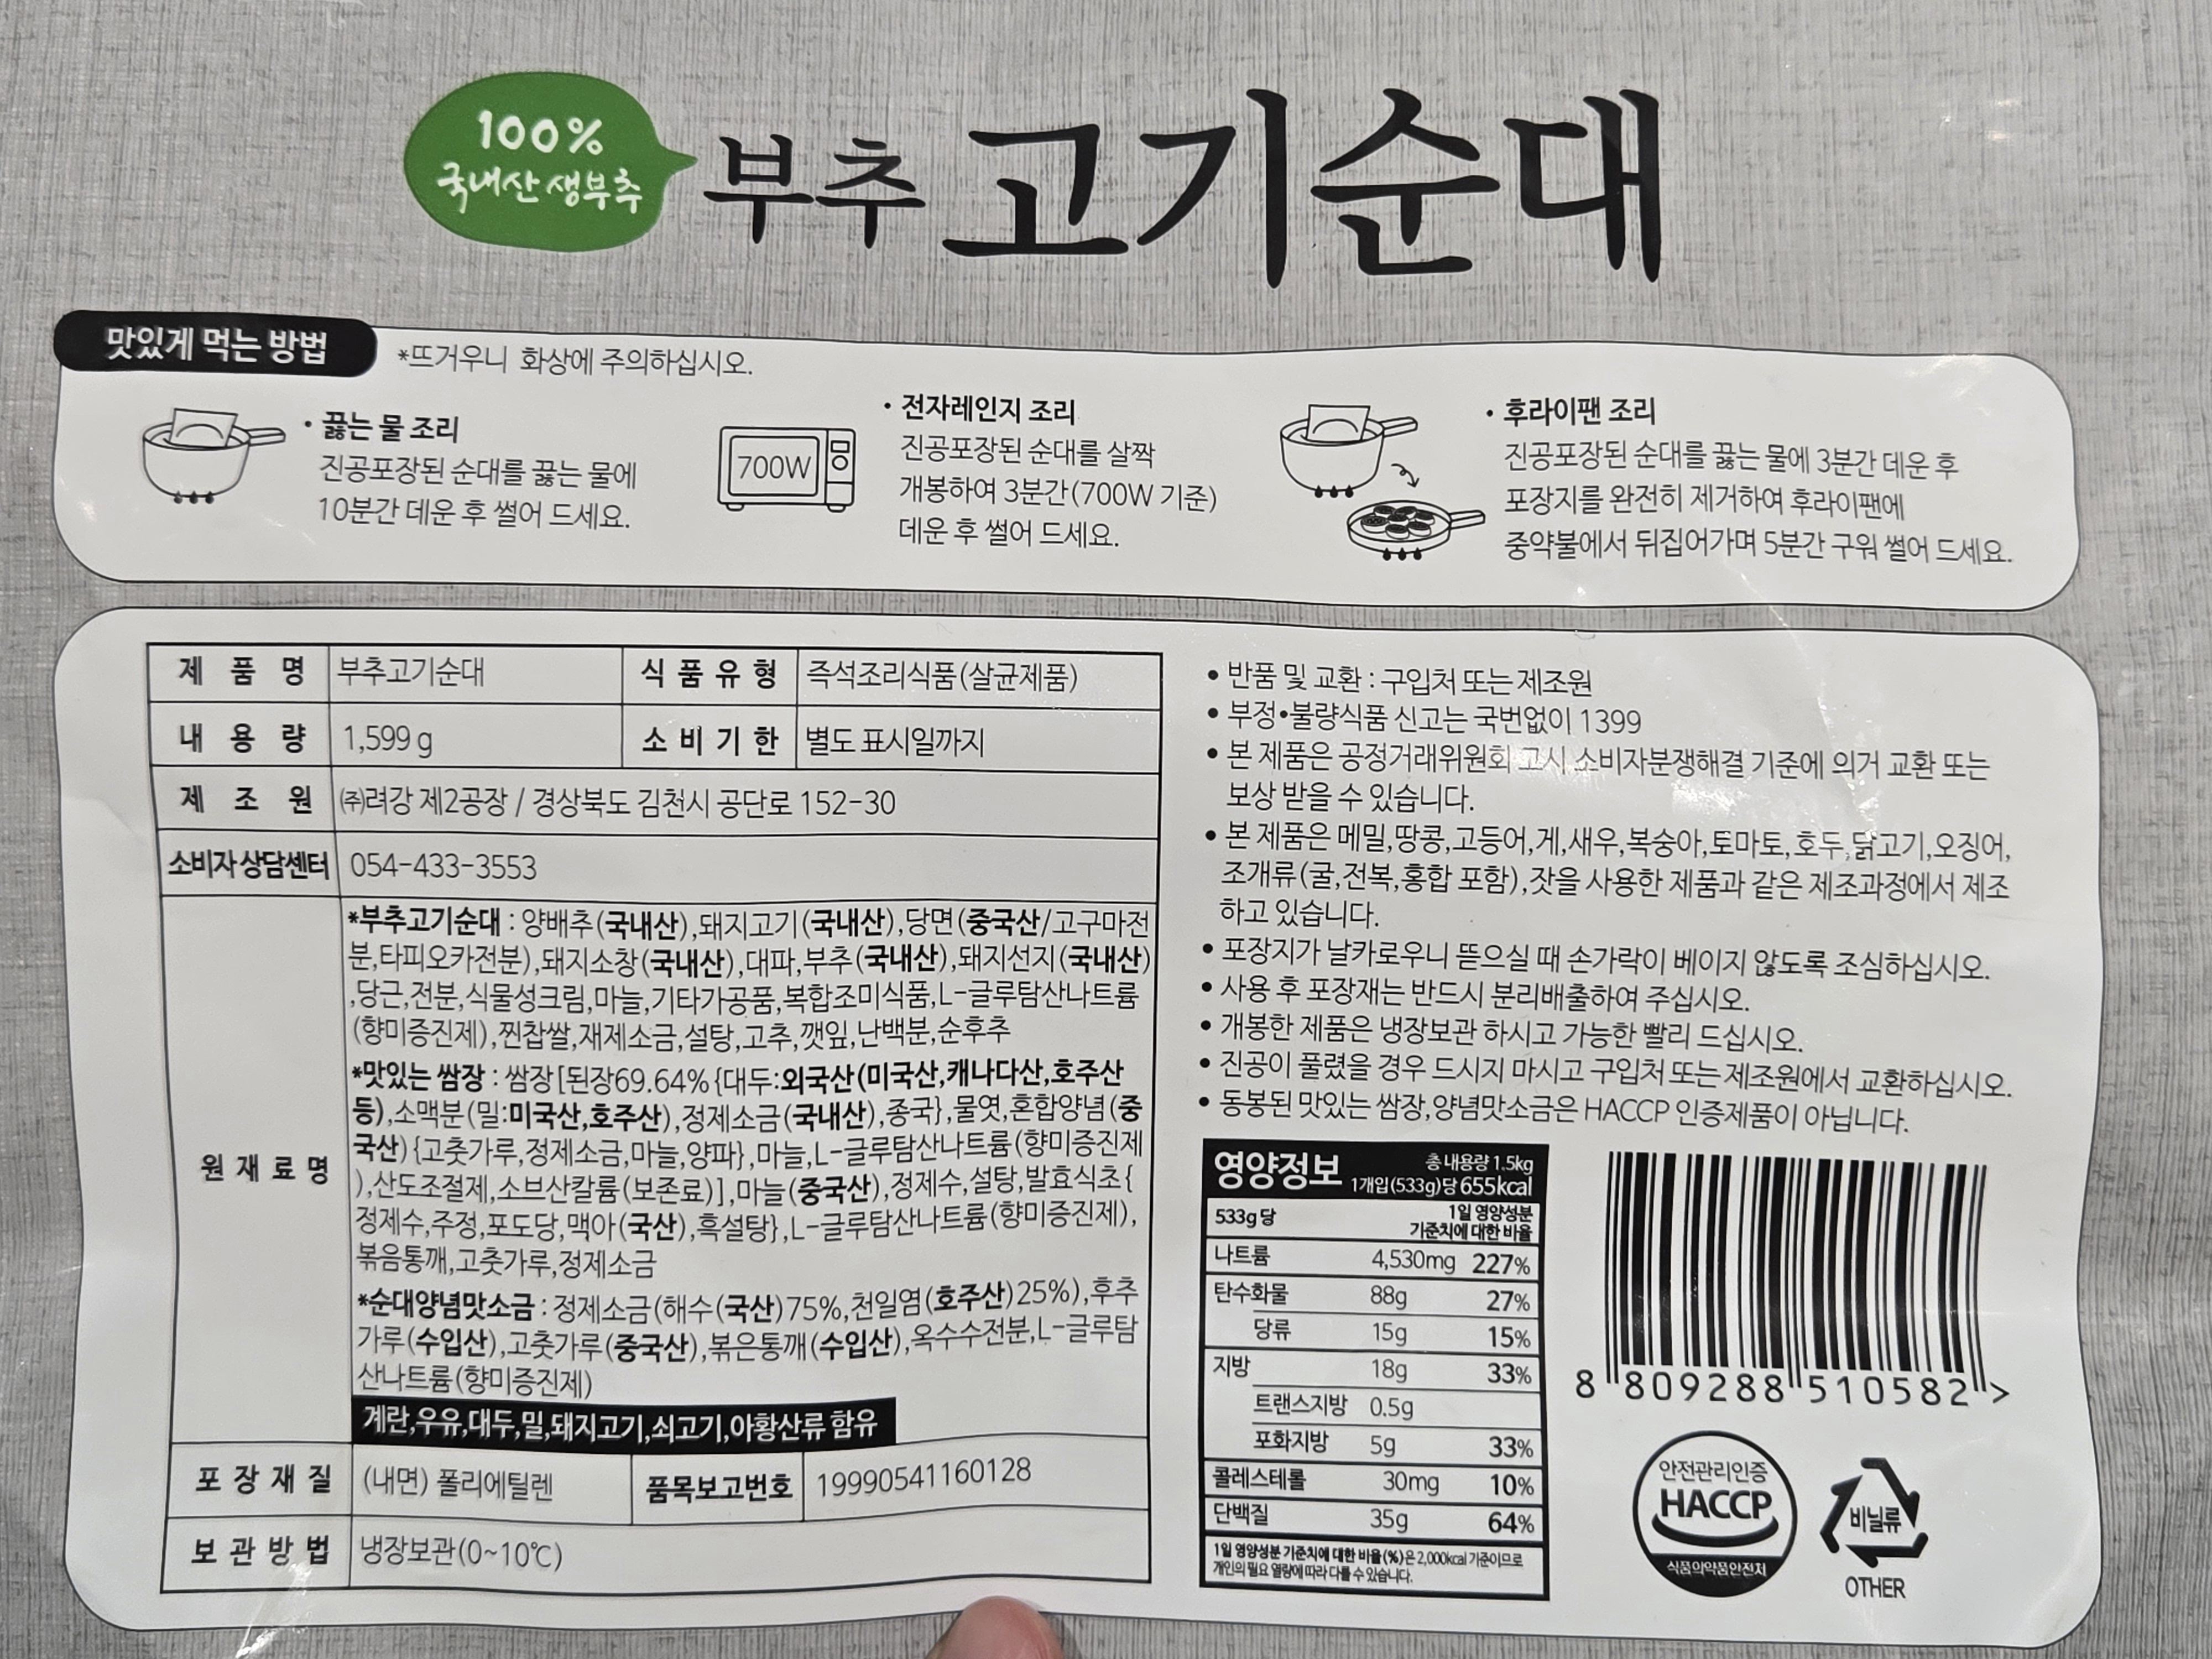 100%
국내산 생부추
부추 고기순대
맛있게 먹는 방법
*뜨거우니 화상에 주의하십시오.
• 끓는 물 조리
진공포장된 순대를 끓는 물에
10분간 데운 후 썰어 드세요.
700W
• 전자레인지 조리
진공포장된 순대를 살짝
개봉하여 3분간(700W 기준)
데운 후 썰어 드세요.
• 후라이팬 조리
진공포장된 순대를 끓는 물에 3분간 데운 후
포장지를 완전히 제거하여 후라이팬에
중약불에서 뒤집어가며 5분간 구워 썰어 드세요.
제 품 명 부추고기순대 식 품 유 형 즉석조리식품(살균제품)
내 용 량 1,599 g 소 비 기 한 별도 표시일까지
제 조 원 ㈜려강 제2공장 / 경상북도 김천시 공단로 152-30
소비자상담센터 054-433-3553
원 재 료 명
*부추고기순대 : 양배추(국내산),돼지고기(국내산),당면(중국산/고구마전
분,타피오카전분),돼지소창(국내산),대파,부추(국내산),돼지선지(국내산)
,당근,전분,식물성크림,마늘,기타가공품,복합조미식품,L-글루탐산나트륨
(향미증진제),찐찹쌀,재제소금,설탕,고추,깻잎,난백분,순후추
*맛있는 쌈장 : 쌈장[된장69.64%{대두:외국산(미국산,캐나다산,호주산
등),소맥분(밀:미국산,호주산),정제소금(국내산),종국},물엿,혼합양념(중
국산){고춧가루,정제소금,마늘,양파},마늘,L-글루탐산나트륨(향미증진제
),산도조절제,소브산칼륨(보존료)],마늘(중국산),정제수,설탕,발효식초{
정제수,주정,포도당,맥아(국산),흑설탕},L-글루탐산나트륨(향미증진제),
볶음통깨,고춧가루,정제소금
*순대양념맛소금 : 정제소금(해수(국산)75%,천일염(호주산)25%),후추
가루(수입산),고춧가루(중국산),볶은통깨(수입산),옥수수전분,L-글루탐
산나트륨(향미증진제)
계란,우유,대두,밀,돼지고기,쇠고기,아황산류 함유
포 장 재 질 (내면) 폴리에틸렌 품목보고번호 19990541160128
보 관 방 법 냉장보관(0~10℃)
• 반품 및 교환 : 구입처 또는 제조원
• 부정•불량식품 신고는 국번없이 1399
• 본 제품은 공정거래위원회 고시 소비자분쟁해결 기준에 의거 교환 또는
보상 받을 수 있습니다.
• 본 제품은 메밀,땅콩,고등어,게,새우,복숭아,토마토,호두,닭고기,오징어,
조개류(굴,전복,홍합 포함),잣을 사용한 제품과 같은 제조과정에서 제조
하고 있습니다.
• 포장지가 날카로우니 뜯으실 때 손가락이 베이지 않도록 조심하십시오.
• 사용 후 포장재는 반드시 분리배출하여 주십시오.
• 개봉한 제품은 냉장보관 하시고 가능한 빨리 드십시오.
• 진공이 풀렸을 경우 드시지 마시고 구입처 또는 제조원에서 교환하십시오.
• 동봉된 맛있는 쌈장,양념맛소금은 HACCP 인증제품이 아닙니다.
영양정보
총 내용량 1.5kg
1개입(533g)당 655kcal
533g당 1일 영양성분
기준치에 대한 비율
나트륨 4,530mg 227%
탄수화물 88g 27%
당류 15g 15%
지방 18g 33%
트랜스지방 0.5g
포화지방 5g 33%
콜레스테롤 30mg 10%
단백질 35g 64%
1일 영양성분 기준치에 대한 비율(%)은 2,000kcal 기준이므로
개인의 필요 열량에 따라 다를 수 있습니다.
8 809288 510582 >
안전관리인증
HACCP
식품의약품안전처
비닐류
OTHER